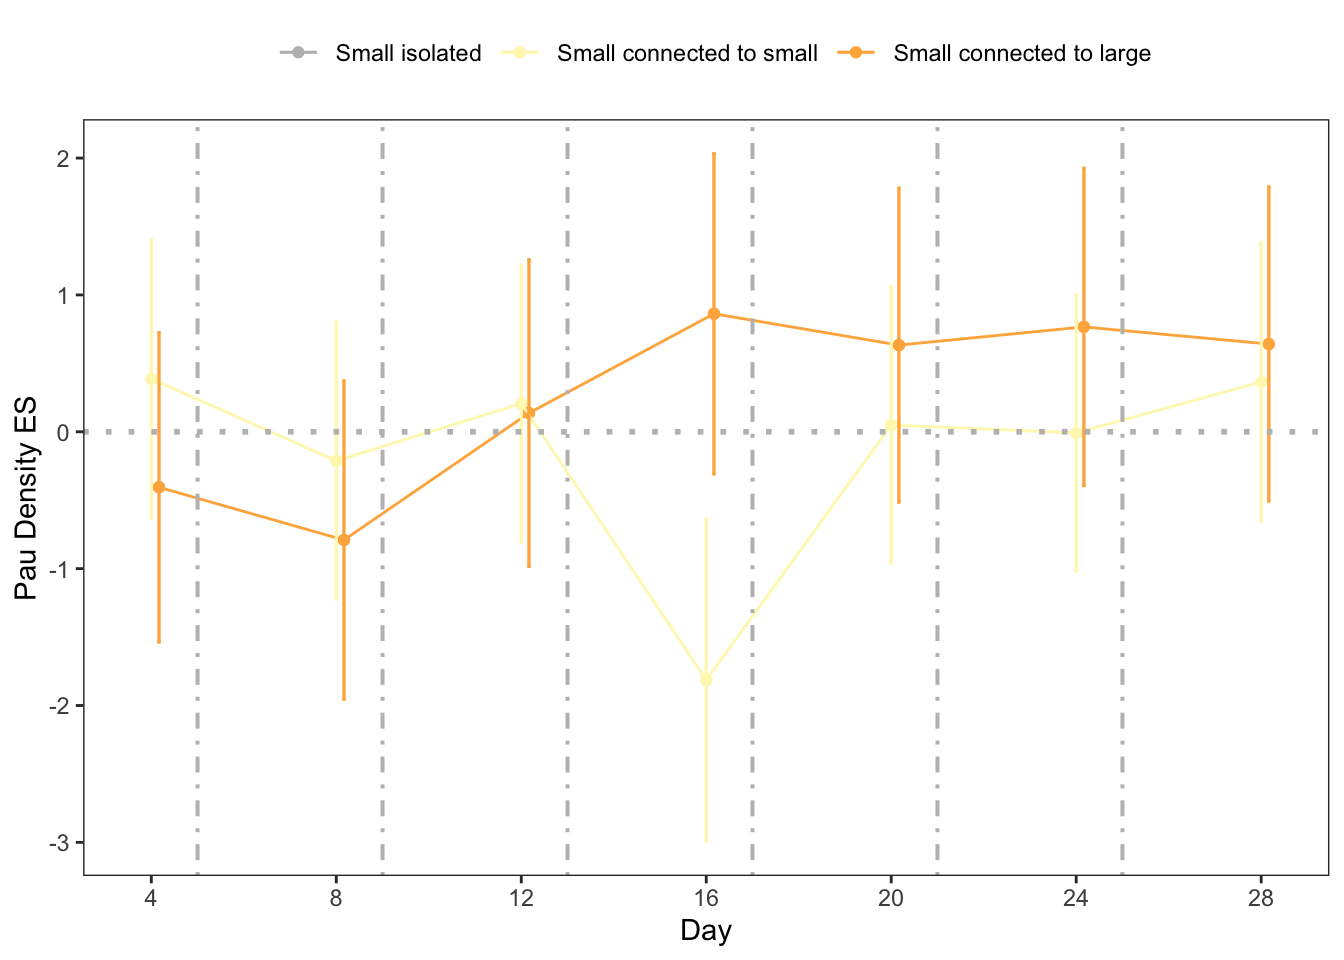 Small isolated Small connected to small Small connected to large
2
1
0
-1
-2
-3
Pau Density ES
4 8 12 16 20 24 28
Day